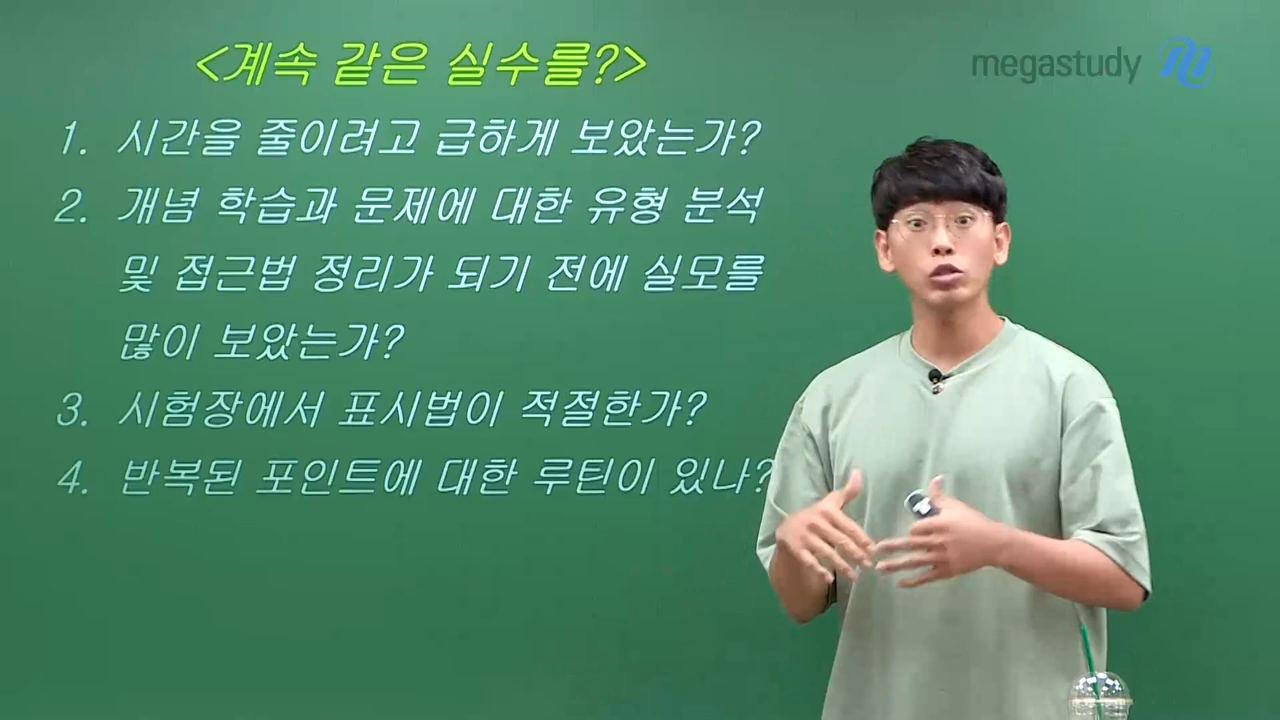 <계속 같은 실수를?>
megastudy
1. 시간을 줄이려고 급하게 보았는가?
2. 개념 학습과 문제에 대한 유형 분석
및 접근법 정리가 되기 전에 실모를
많이 보았는가?
3. 시험장에서 표시법이 적절한가?
4. 반복된 포인트에 대한 루틴이 있나?